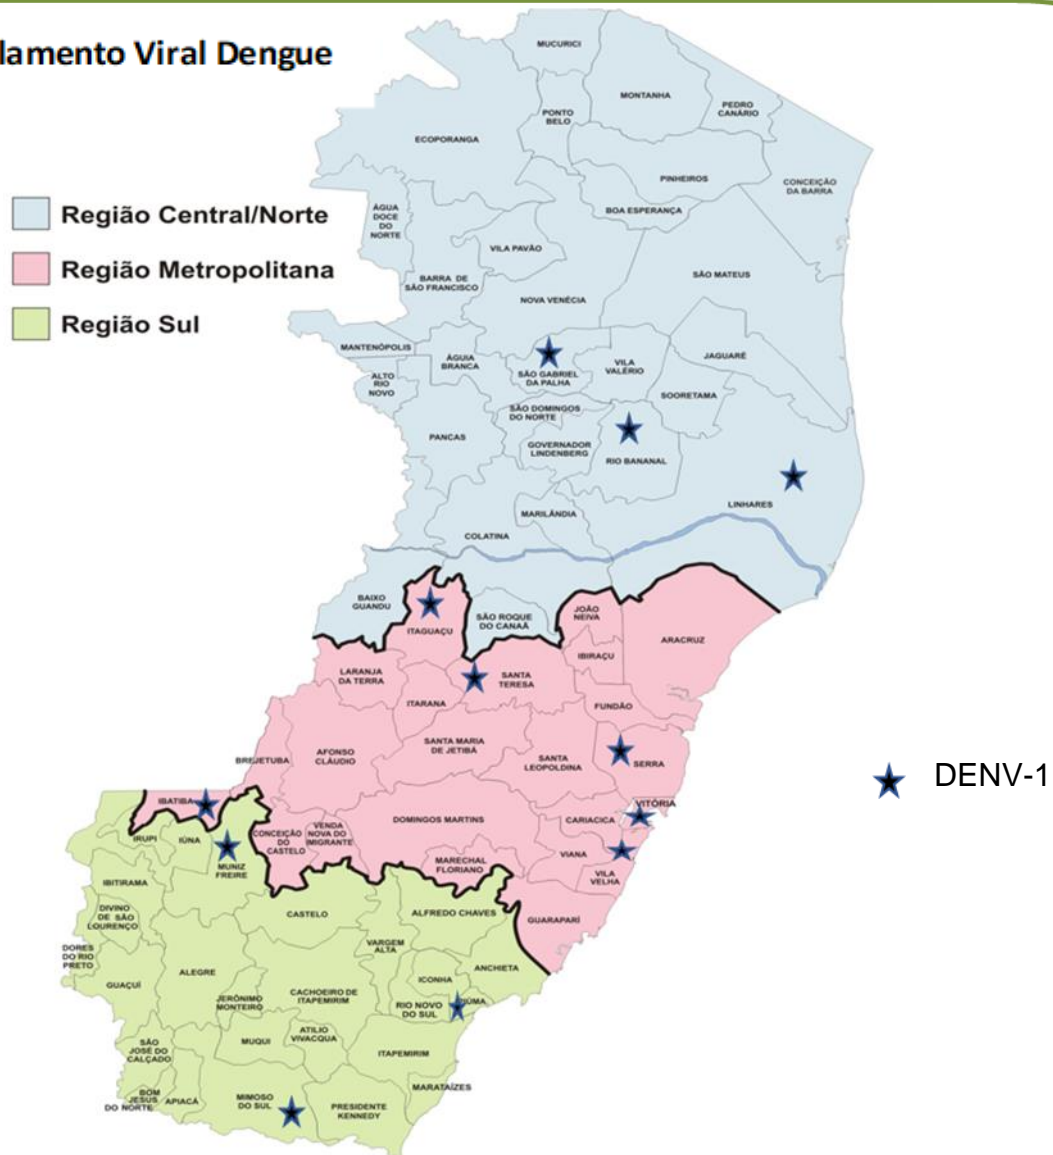 lamento Viral Dengue
Região Central/Norte
Região Metropolitana
Região Sul
MUCURICI
MONTANHA
PEDRO
CANÁRIO
PONTO
BELO
ECOPORANGA
PINHEIROS
CONCEIÇÃO
DA BARRA
BOA ESPERANÇA
ÁGUA
DOCE
DO
NORTE
VILA PAVÃO
BARRA DE
SÃO FRANCISCO
SÃO MATEUS
NOVA VENÉCIA
MANTENÓPOLIS
ÁGUIA
BRANCA
ALTO
RIO
NOVO
SÃO GABRIEL
DA PALHA
VILA
VALÉRIO
JAGUARÉ
SOORETAMA
SÃO DOMINGOS
DO NORTE
PANCAS
GOVERNADOR
LINDENBERG
RIO BANANAL
LINHARES
MARILÂNDIA
COLATINA
BAIXO
GUANDU
ITAGUAÇU
SÃO ROQUE
DO CANAÃ
JOÃO
NEIVA
ARACRUZ
IBIRAÇU
LARANJA
DA TERRA
SANTA
TERESA
ITARANA
FUNDÃO
SANTA MARIA
DE JETIBÁ
AFONSO
CLÁUDIO
BREJETUBA
SANTA
LEOPOLDINA
SERRA
DENV-1
IBATIBA
VITÓRIA
CARIACICA
DOMINGOS MARTINS
VENDA
NOVA DO
IMIGRANTE
CONCEIÇÃO
DO
CASTELO
IRUPI
IÚNA
MUNIZ
FREIRE
MARECHAL
FLORIANO
VIANA
VILA
VELHA
IBITIRAMA
GUARAPARÍ
CASTELO
ALFREDO CHAVES
DIVINO
DE SÃO
LOURENÇO
VARGEM
ALTA
DORES
DO RIO
PRETO
ALEGRE
ANCHIETA
ICONHA
GUAÇUÍ
JERÔNIMO
MONTEIRO
CACHOEIRO DE
ITAPEMIRIM
RIO NOVO
DO SUL
ATILIO
VIVACQUA
MUQUI
SÃO
JOSÉ DO
CALÇADO
ITAPEMIRIM
MARATAÍZES
BOM
JESUS
DO NORTE
APIACÁ
MIMOSO
DO SUL
PRESIDENTE
KENNEDY